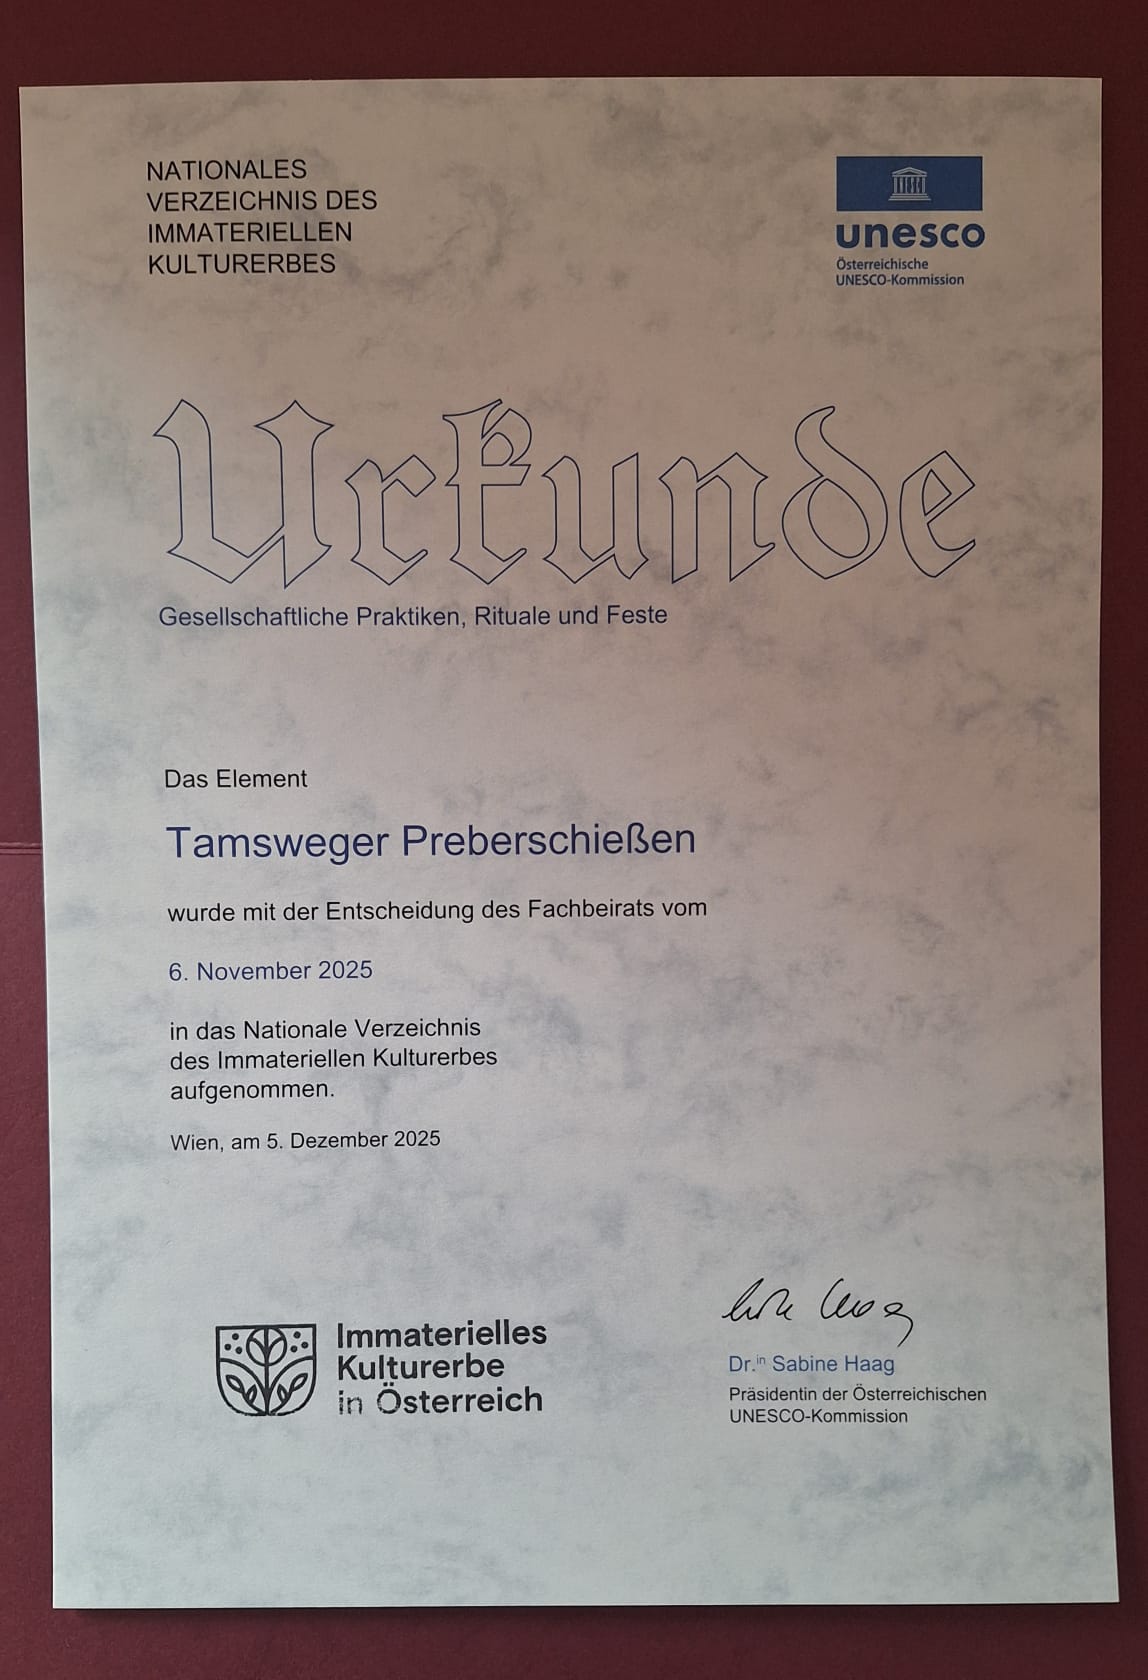 NATIONALES
VERZEICHNIS DES
IMMATERIELLEN
KULTURERBES
unesco
Österreichische
UNESCO-Kommission
Urkunde
Gesellschaftliche Praktiken, Rituale und Feste
Das Element
Tamsweger Preberschießen
wurde mit der Entscheidung des Fachbeirats vom
6. November 2025
in das Nationale Verzeichnis
des Immateriellen Kulturerbes
aufgenommen.
Wien, am 5. Dezember 2025
Immaterielles
Kulturerbe
in Österreich
Dr.in Sabine Haag
Präsidentin der Österreichischen
UNESCO-Kommission